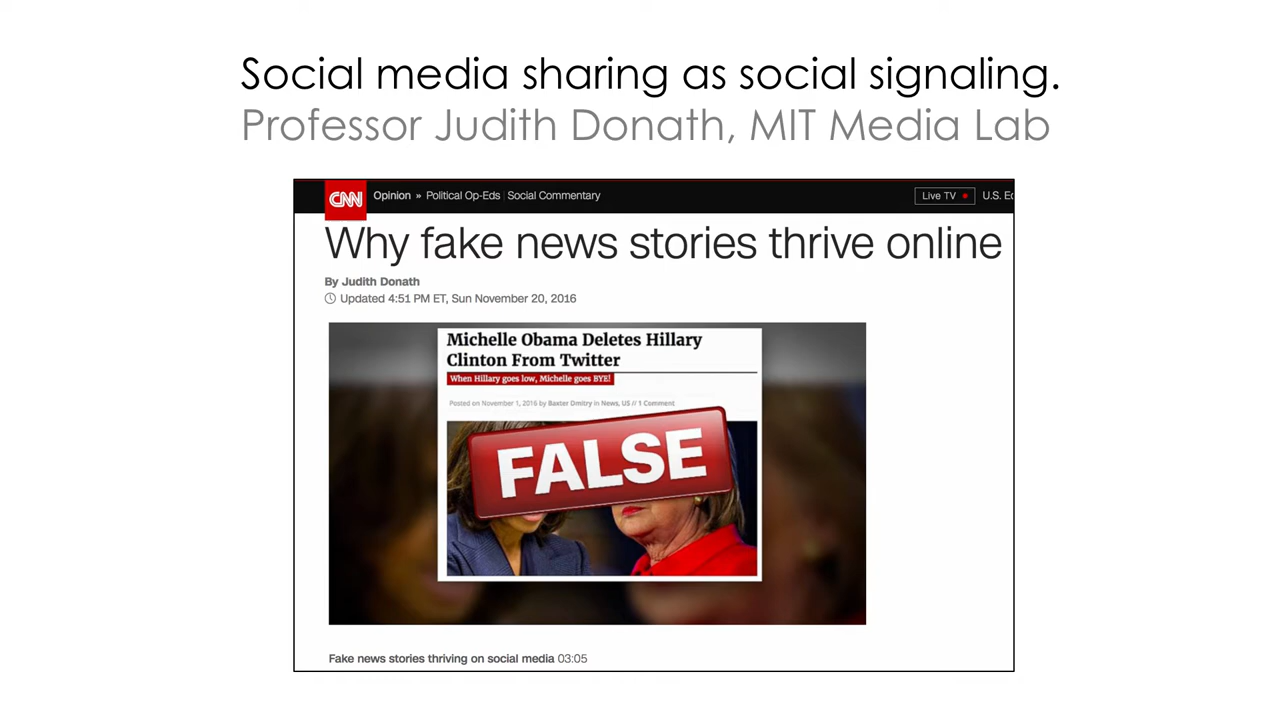 Social media sharing as social signaling.
Professor Judith Donath, MIT Media Lab
CNN Opinion » Political Op-Eds | Social Commentary Live TV U.S. Ed
Why fake news stories thrive online
By Judith Donath
Updated 4:51 PM ET, Sun November 20, 2016
Michelle Obama Deletes Hillary
Clinton From Twitter
When Hillary goes low, Michelle goes BYE!
Posted on November 1, 2016 by Baxter Dmitry in News, US // 1 Comment
FALSE
Fake news stories thriving on social media 03:05